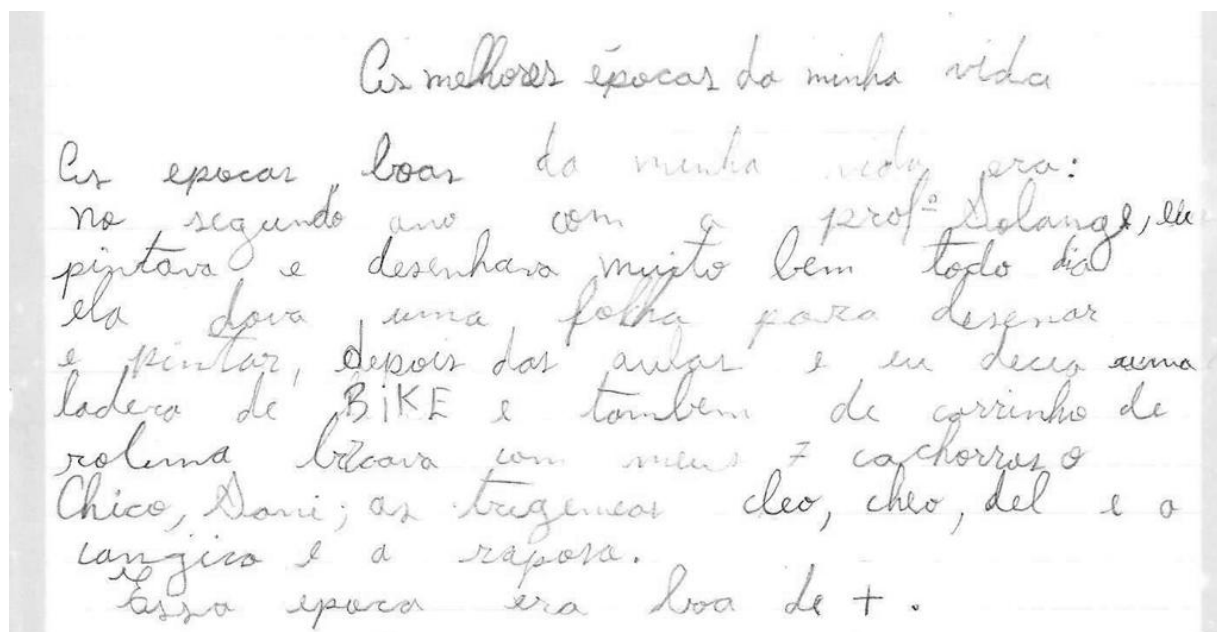 As melhores épocas da minha vida
As epocas boas da minha vida era:
no segundo ano com a profª Solange, eu
pintava e desenhava muito bem todo dia
ela dava uma folha para desenar
e pintar, depois das aulas e eu decia uma
ladera de BiKE e também de carrinho de
rolima bricava com meus 7 cachorros o
Chico, Dani; as trigemeas cleo, cheo, del e a
cangica e a raposa.
Essa epoca era boa de + .